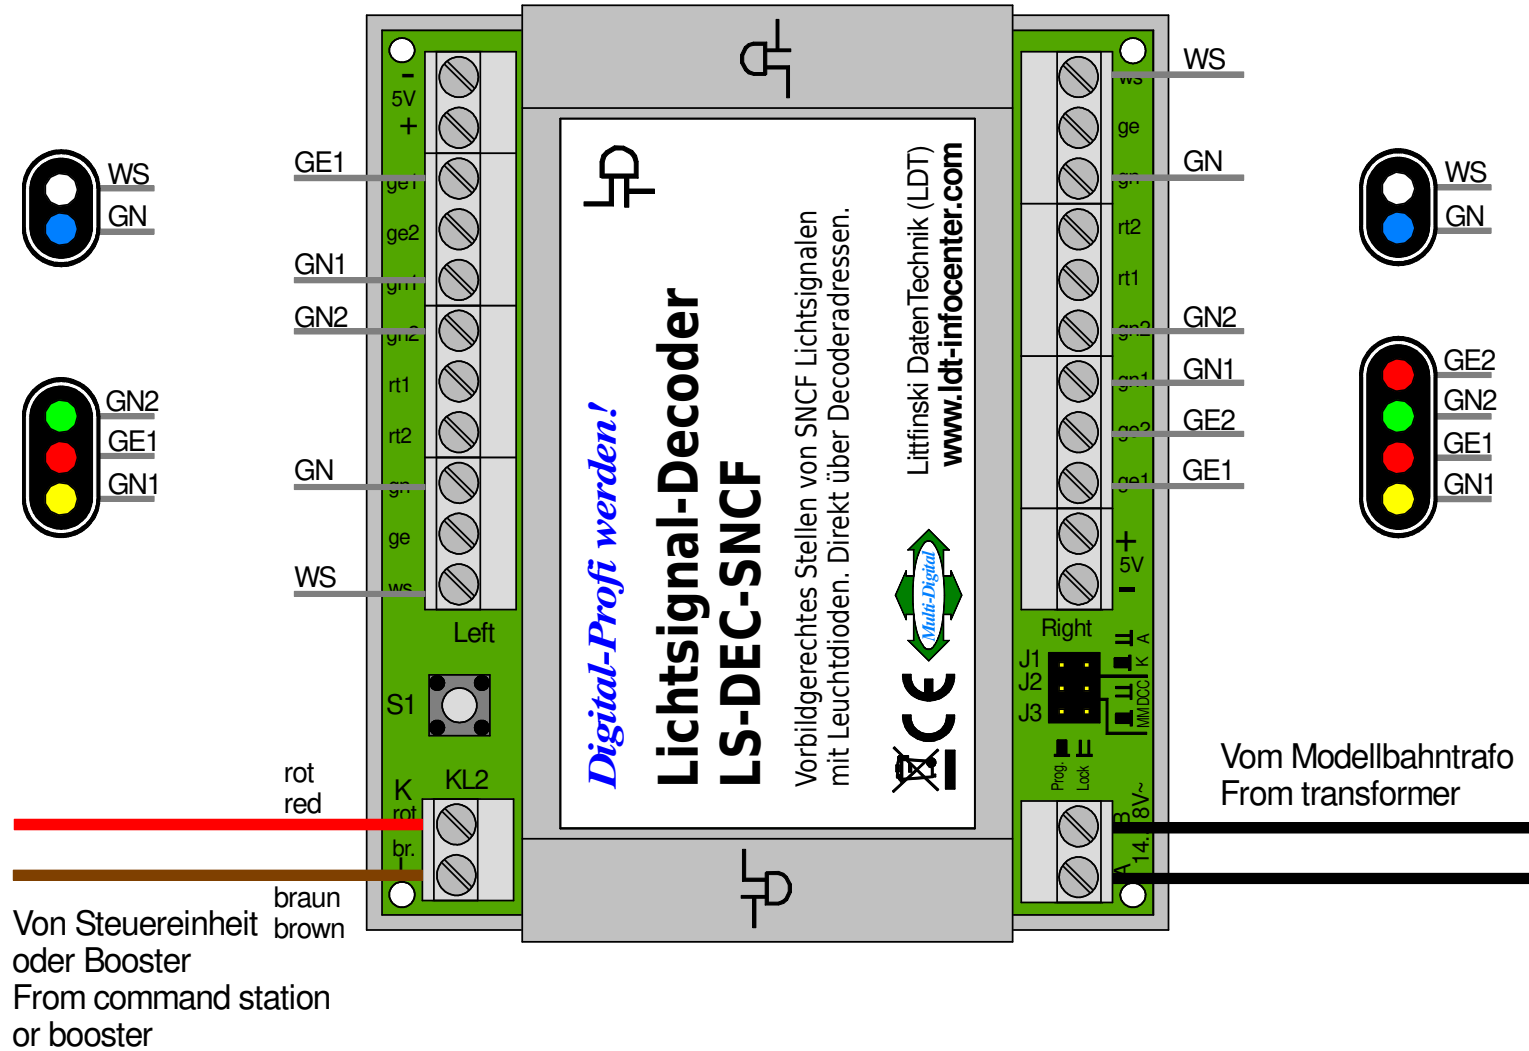 WS
GN
GN2
GE1
GN1
GE1
GN1
GN2
GN
WS
-
5V
+
ge1
ge2
gn1
gn2
rt1
rt2
gn
ge
ws
Left
S1
K
KL2
rot
br.
rot
red
braun
brown
Von Steuereinheit
oder Booster
From command station
or booster
Digital-Profi werden!
Lichtsignal-Decoder
LS-DEC-SNCF
Vorbildgerechtes Stellen von SNCF Lichtsignalen
mit Leuchtdioden. Direkt über Decoderadressen.
Littfinski DatenTechnik (LDT)
www.ldt-infocenter.com
Multi-Digital
CE
ws
ge
gn
rt2
rt1
gn2
gn1
ge2
ge1
+
5V
-
Right
J1
J2
J3
A
K
DCC
MM
Prog.
Lock
B
A
14...18V~
WS
GN
GN2
GN1
GE2
GE1
WS
GN
GE2
GN2
GE1
GN1
Vom Modellbahntrafo
From transformer